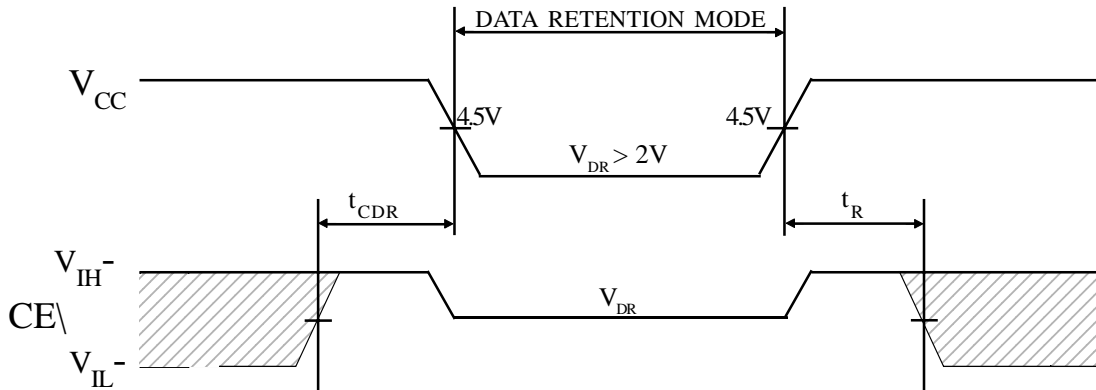 DATA RETENTION MODE
VCC
4.5V
4.5V
VDR > 2V
tCDR
tR
VIH-
VDR
CE\
VIL-